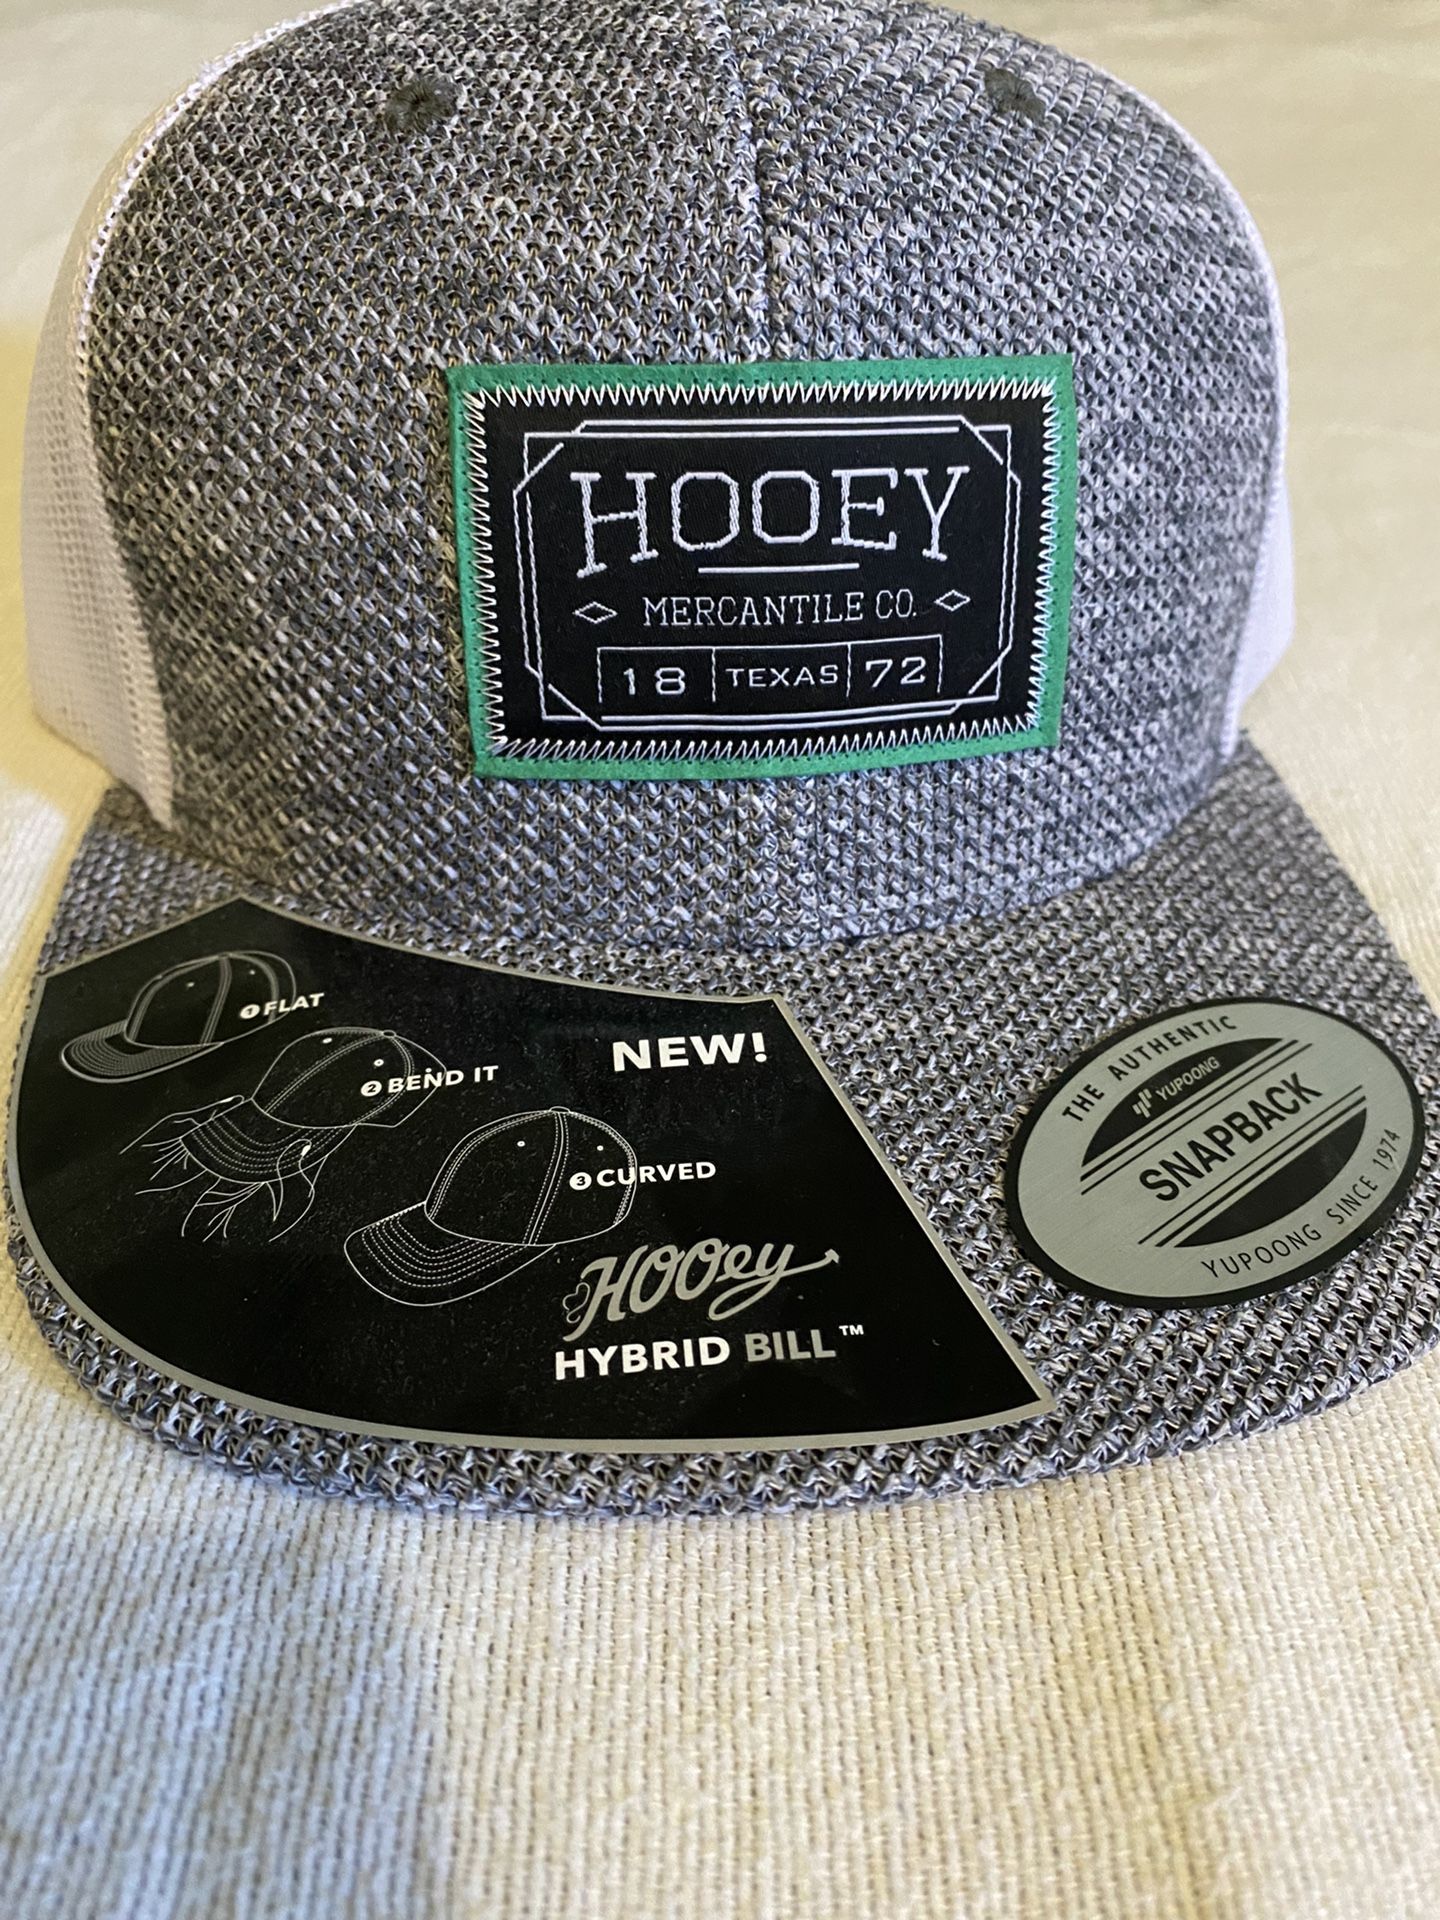 HOOEY
MERCANTILE CO.
18 TEXAS 72
1 FLAT
2 BEND IT
NEW!
3 CURVED
HOOey
HYBRID BILL™
THE AUTHENTIC
YUPOONG
SNAPBACK
YUPOONG SINCE 1974